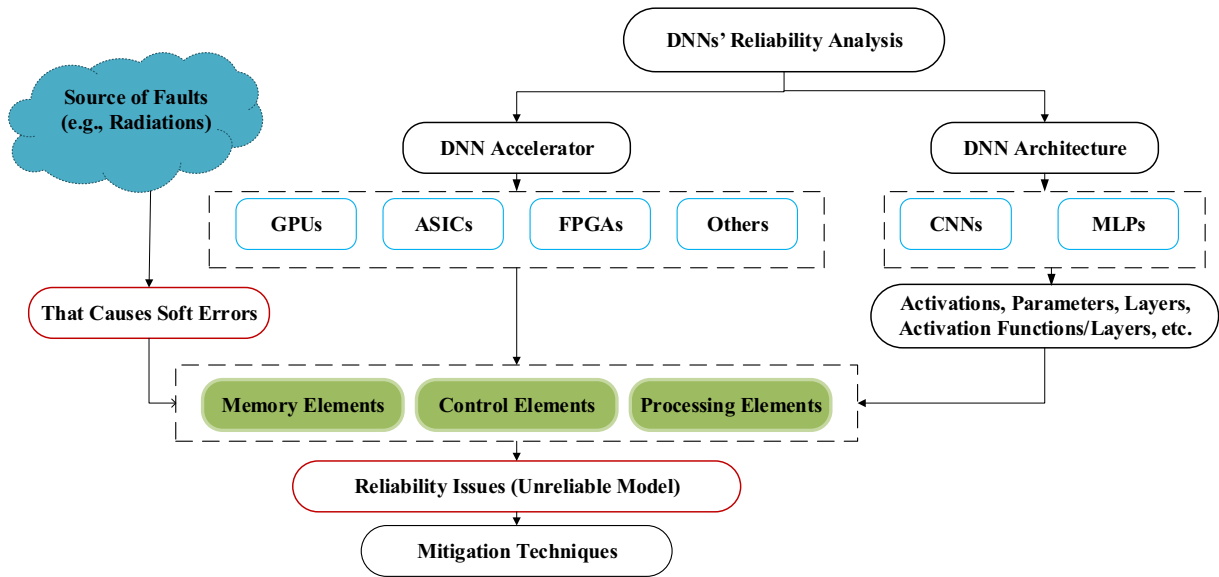 DNNs' Reliability Analysis
Source of Faults
(e.g., Radiations)
DNN Accelerator
DNN Architecture
GPUs
ASICs
FPGAs
Others
CNNs
MLPs
That Causes Soft Errors
Activations, Parameters, Layers,
Activation Functions/Layers, etc.
Memory Elements
Control Elements
Processing Elements
Reliability Issues (Unreliable Model)
Mitigation Techniques